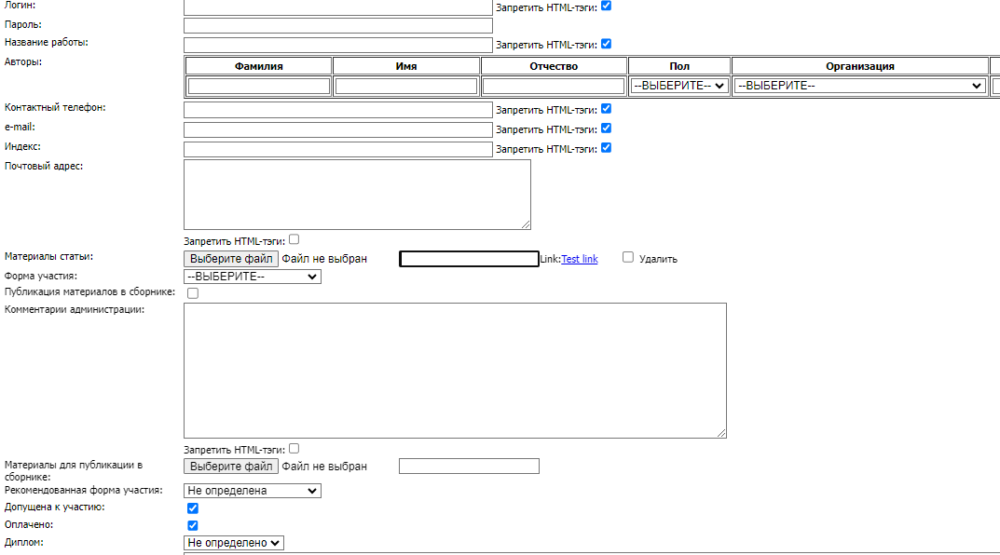 Логин: Запретить HTML-тэги:
Пароль:
Название работы: Запретить HTML-тэги:
Авторы: Фамилия Имя Отчество Пол Организация
--ВЫБЕРИТЕ-- --ВЫБЕРИТЕ--
Контактный телефон: Запретить HTML-тэги:
e-mail: Запретить HTML-тэги:
Индекс: Запретить HTML-тэги:
Почтовый адрес:
Запретить HTML-тэги:
Материалы статьи: Выберите файл Файл не выбран Link:Test link Удалить
Форма участия: --ВЫБЕРИТЕ--
Публикация материалов в сборнике:
Комментарии администрации:
Запретить HTML-тэги:
Материалы для публикации в
сборнике: Выберите файл Файл не выбран
Рекомендованная форма участия: Не определена
Допущена к участию:
Оплачено:
Диплом: Не определено